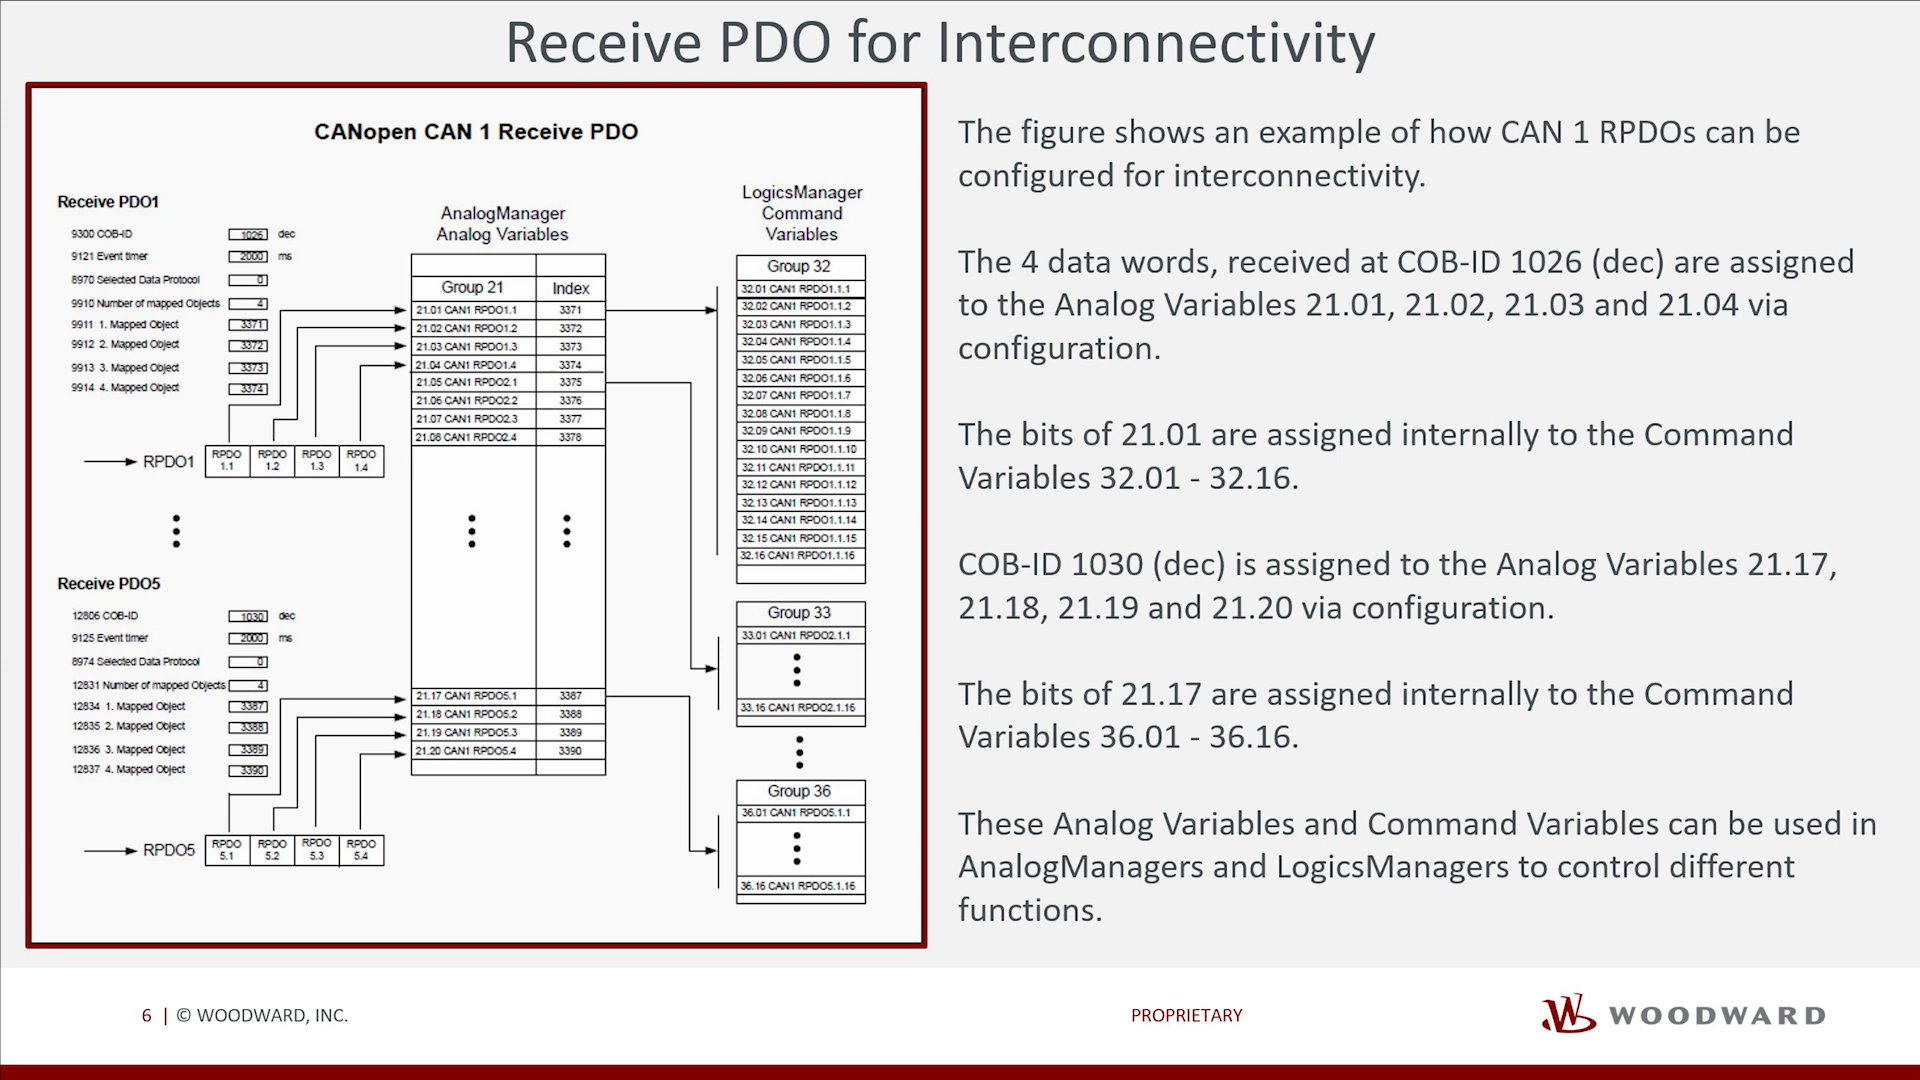 Receive PDO for Interconnectivity
CANopen CAN 1 Receive PDO
Receive PDO1
9300 COB-ID 1026 dec
9121 Event timer 2000 ms
8970 Selected Data Protocol 0
9910 Number of mapped Objects 4
9911 1. Mapped Object 3371
9912 2. Mapped Object 3372
9913 3. Mapped Object 3373
9914 4. Mapped Object 3374
RPDO1
RPDO 1.1
RPDO 1.2
RPDO 1.3
RPDO 1.4
Receive PDO5
12806 COB-ID 1030 dec
9125 Event timer 2000 ms
8974 Selected Data Protocol 0
12831 Number of mapped Objects 4
12834 1. Mapped Object 3387
12835 2. Mapped Object 3388
12836 3. Mapped Object 3389
12837 4. Mapped Object 3390
RPDO5
RPDO 5.1
RPDO 5.2
RPDO 5.3
RPDO 5.4
AnalogManager
Analog Variables
Group 21 Index
21.01 CAN1 RPDO1.1 3371
21.02 CAN1 RPDO1.2 3372
21.03 CAN1 RPDO1.3 3373
21.04 CAN1 RPDO1.4 3374
21.05 CAN1 RPDO2.1 3375
21.06 CAN1 RPDO2.2 3376
21.07 CAN1 RPDO2.3 3377
21.08 CAN1 RPDO2.4 3378
21.17 CAN1 RPDO5.1 3387
21.18 CAN1 RPDO5.2 3388
21.19 CAN1 RPDO5.3 3389
21.20 CAN1 RPDO5.4 3390
LogicsManager
Command
Variables
Group 32
32.01 CAN1 RPDO1.1.1
32.02 CAN1 RPDO1.1.2
32.03 CAN1 RPDO1.1.3
32.04 CAN1 RPDO1.1.4
32.05 CAN1 RPDO1.1.5
32.06 CAN1 RPDO1.1.6
32.07 CAN1 RPDO1.1.7
32.08 CAN1 RPDO1.1.8
32.09 CAN1 RPDO1.1.9
32.10 CAN1 RPDO1.1.10
32.11 CAN1 RPDO1.1.11
32.12 CAN1 RPDO1.1.12
32.13 CAN1 RPDO1.1.13
32.14 CAN1 RPDO1.1.14
32.15 CAN1 RPDO1.1.15
32.16 CAN1 RPDO1.1.16
Group 33
33.01 CAN1 RPDO2.1.1
33.16 CAN1 RPDO2.1.16
Group 36
36.01 CAN1 RPDO5.1.1
36.16 CAN1 RPDO5.1.16
The figure shows an example of how CAN 1 RPDOs can be
configured for interconnectivity.
The 4 data words, received at COB-ID 1026 (dec) are assigned
to the Analog Variables 21.01, 21.02, 21.03 and 21.04 via
configuration.
The bits of 21.01 are assigned internally to the Command
Variables 32.01 - 32.16.
COB-ID 1030 (dec) is assigned to the Analog Variables 21.17,
21.18, 21.19 and 21.20 via configuration.
The bits of 21.17 are assigned internally to the Command
Variables 36.01 - 36.16.
These Analog Variables and Command Variables can be used in
AnalogManagers and LogicsManagers to control different
functions.
6 | © WOODWARD, INC.
PROPRIETARY
WOODWARD